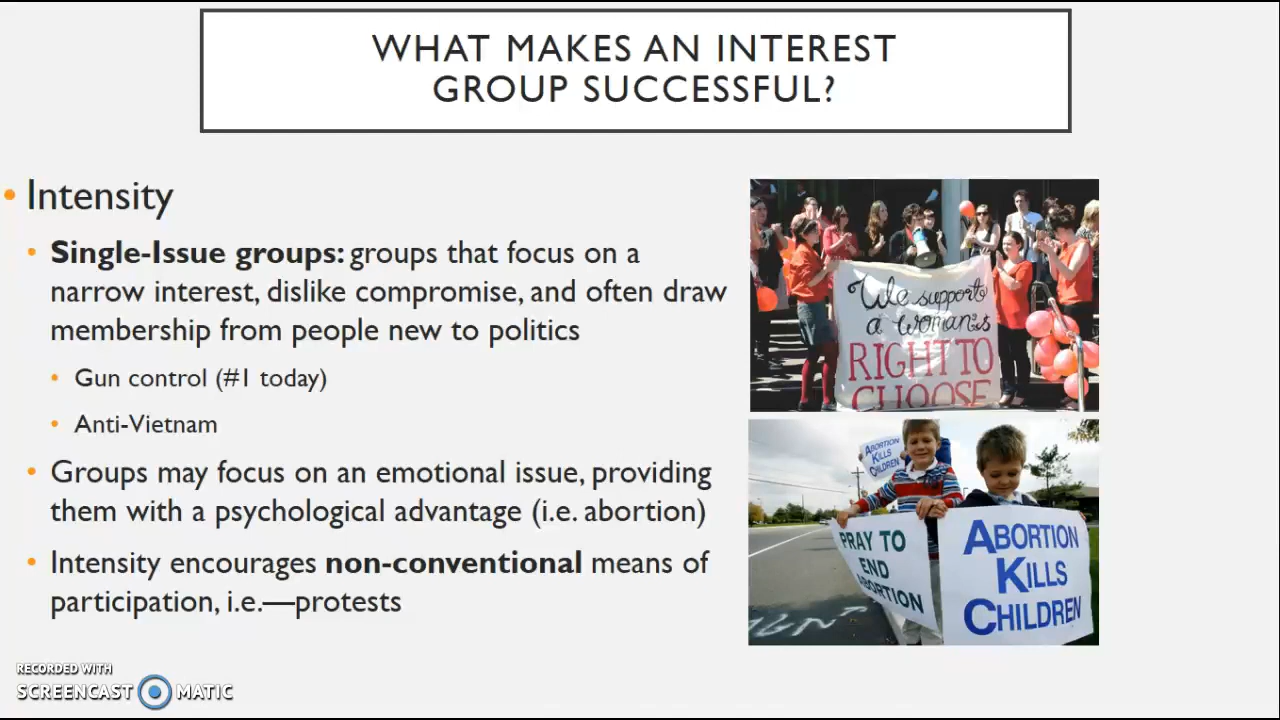 WHAT MAKES AN INTEREST
GROUP SUCCESSFUL?
• Intensity
• Single-Issue groups: groups that focus on a
narrow interest, dislike compromise, and often draw
membership from people new to politics
• Gun control (#1 today)
• Anti-Vietnam
• Groups may focus on an emotional issue, providing
them with a psychological advantage (i.e. abortion)
• Intensity encourages non-conventional means of
participation, i.e.—protests
We support
a woman's
RIGHT TO
CHOOSE
ABORTION
KILLS
CHILDREN
PRAY TO
END
ABORTION
ABORTION
KILLS
CHILDREN
RECORDED WITH
SCREENCAST MATIC